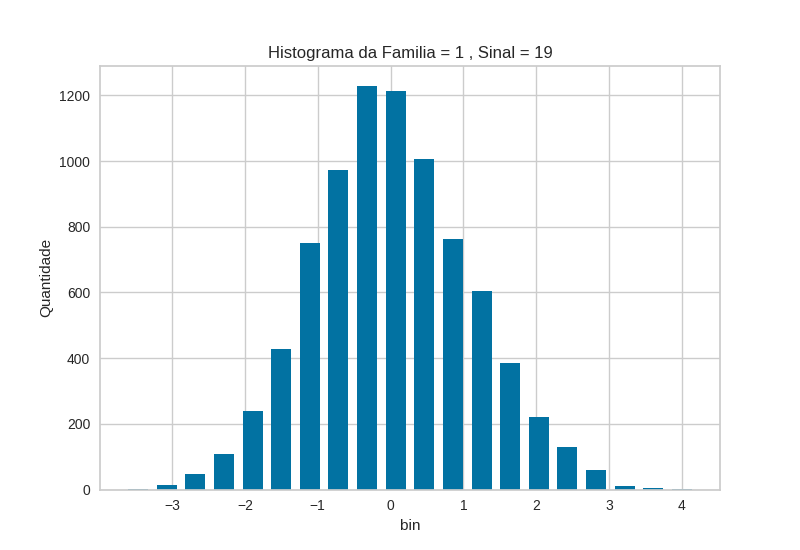 Histograma da Familia = 1 , Sinal = 19
1200
1000
800
600
400
200
0
Quantidade
−3 −2 −1 0 1 2 3 4
bin